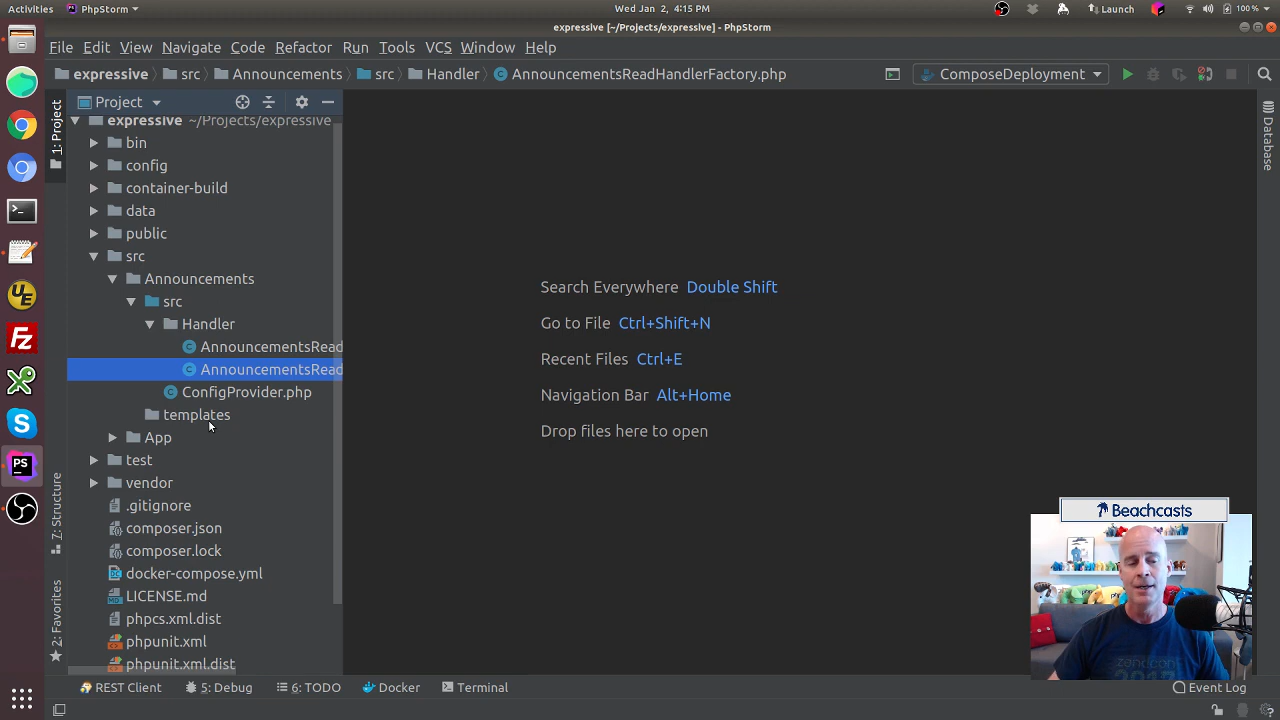 Activities
PhpStorm
Wed Jan 2, 4:15 PM
Launch
100 %
expressive [~/Projects/expressive] - PhpStorm
File Edit View Navigate Code Refactor Run Tools VCS Window Help
expressive src Announcements src Handler AnnouncementsReadHandlerFactory.php
ComposeDeployment
1: Project
Project
expressive ~/Projects/expressive
bin
config
container-build
data
public
src
Announcements
src
Handler
AnnouncementsRead
AnnouncementsRead
ConfigProvider.php
templates
App
test
vendor
.gitignore
composer.json
composer.lock
docker-compose.yml
LICENSE.md
phpcs.xml.dist
phpunit.xml
phpunit.xml.dist
Search Everywhere Double Shift
Go to File Ctrl+Shift+N
Recent Files Ctrl+E
Navigation Bar Alt+Home
Drop files here to open
Database
7: Structure
2: Favorites
Beachcasts
REST Client
5: Debug
6: TODO
Docker
Terminal
Event Log